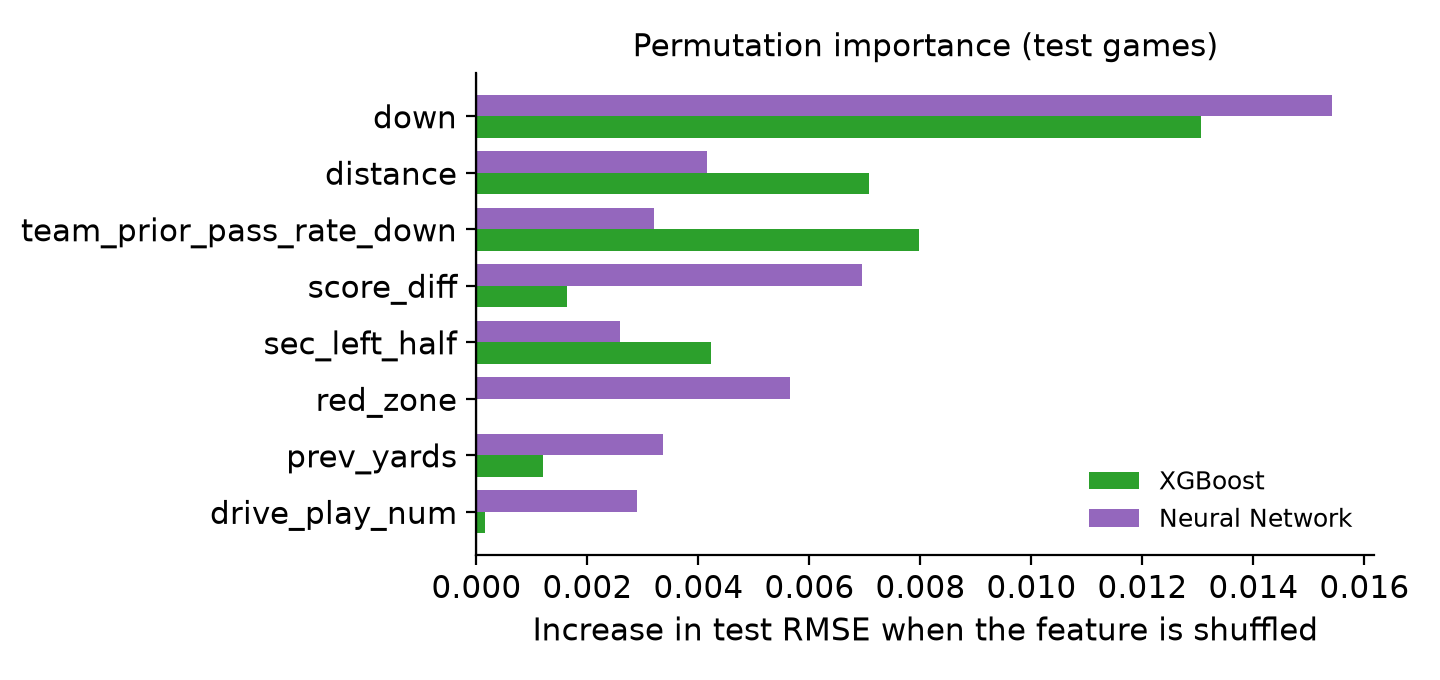 Permutation importance (test games)
down
distance
team_prior_pass_rate_down
score_diff
sec_left_half
red_zone
prev_yards
drive_play_num
XGBoost
Neural Network
0.000 0.002 0.004 0.006 0.008 0.010 0.012 0.014 0.016
Increase in test RMSE when the feature is shuffled